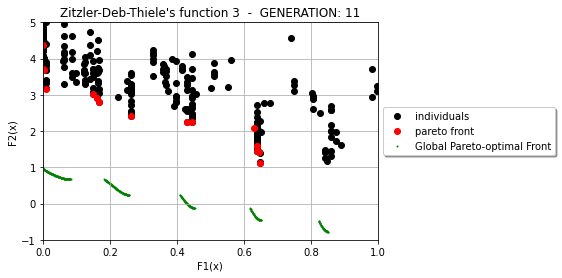 Zitzler-Deb-Thiele's function 3 - GENERATION: 11
5
4
3
2
1
0
-1
F2(x)
0.0 0.2 0.4 0.6 0.8 1.0
F1(x)
individuals
pareto front
Global Pareto-optimal Front